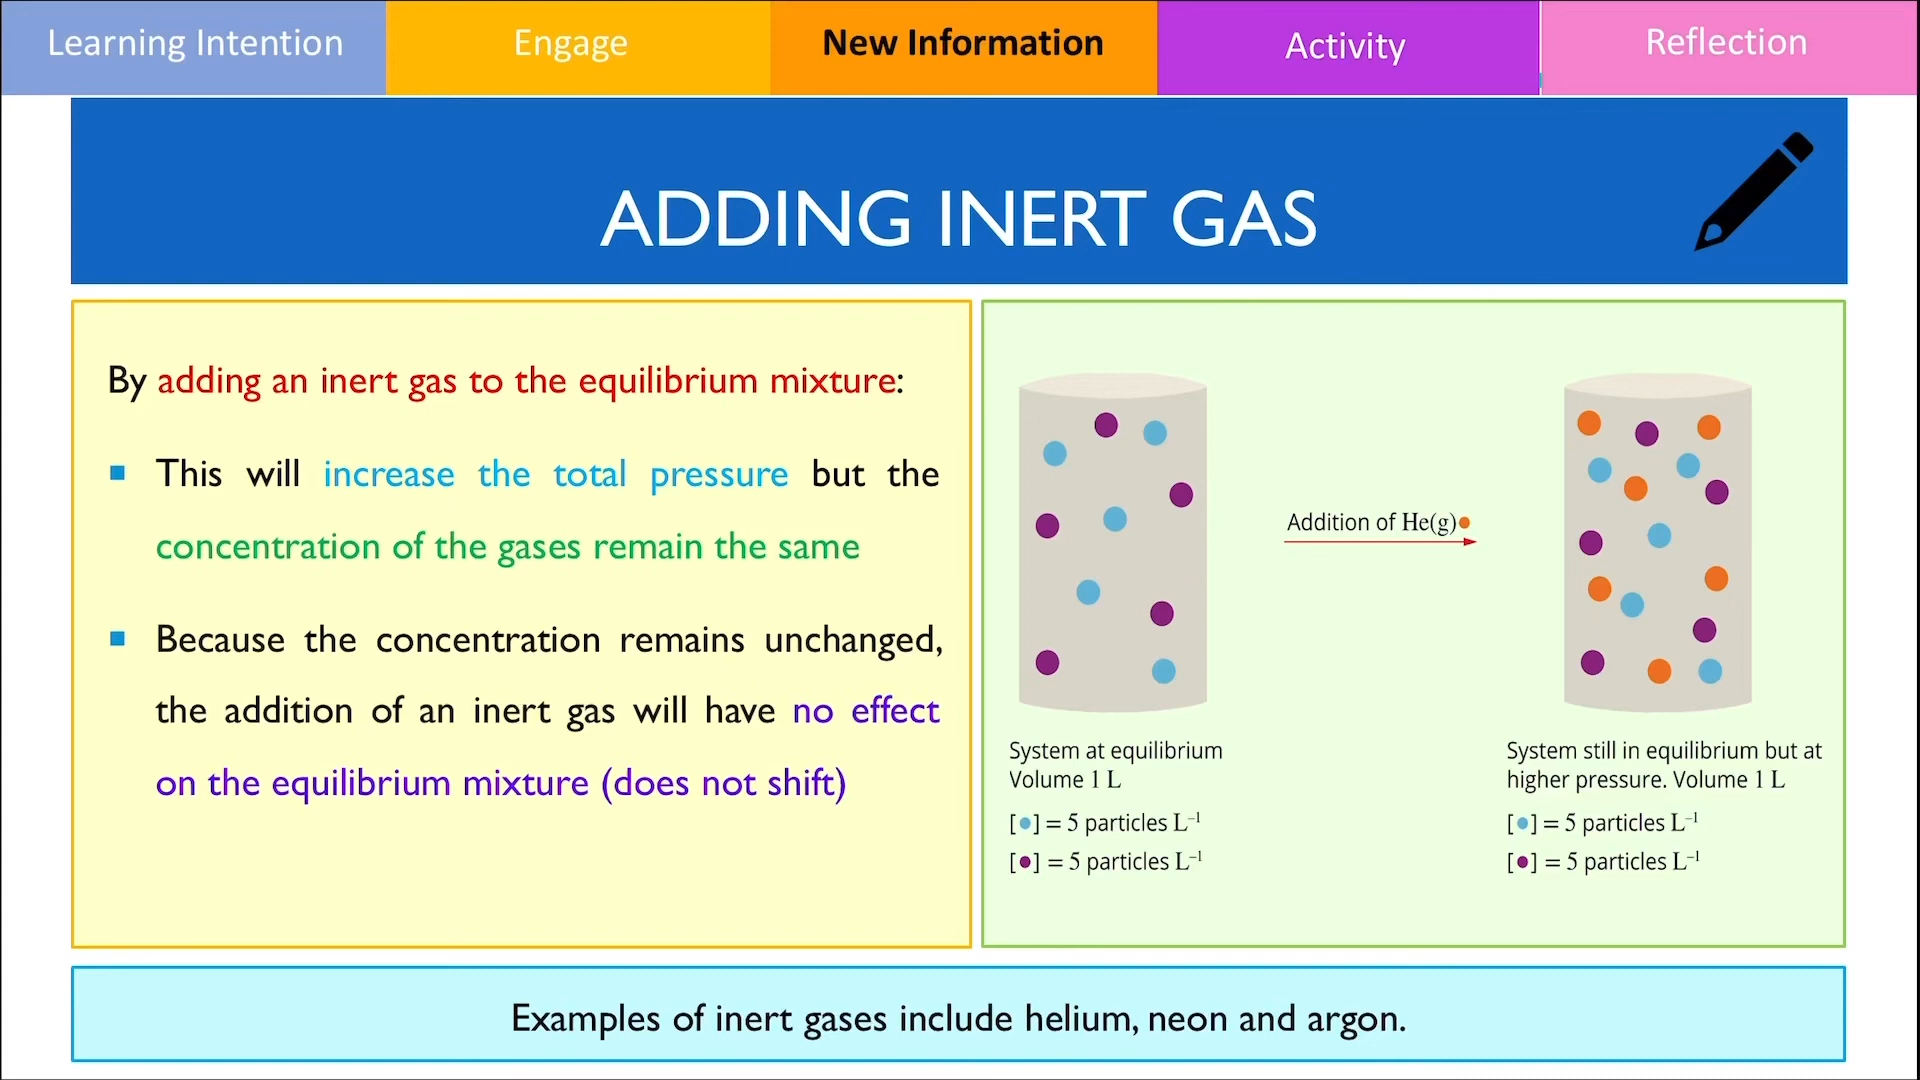 Learning Intention
Engage
New Information
Activity
Reflection
ADDING INERT GAS
By adding an inert gas to the equilibrium mixture:
▪ This will increase the total pressure but the
concentration of the gases remain the same
▪ Because the concentration remains unchanged,
the addition of an inert gas will have no effect
on the equilibrium mixture (does not shift)
Addition of He(g)●
System at equilibrium
Volume 1 L
[●] = 5 particles L⁻¹
[●] = 5 particles L⁻¹
System still in equilibrium but at
higher pressure. Volume 1 L
[●] = 5 particles L⁻¹
[●] = 5 particles L⁻¹
Examples of inert gases include helium, neon and argon.